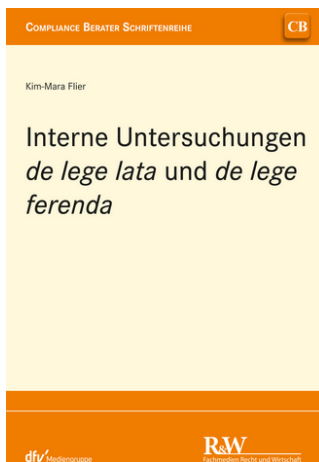 COMPLIANCE BERATER SCHRIFTENREIHE
CB
Kim-Mara Flier
Interne Untersuchungen
de lege lata und de lege
ferenda
dfv Mediengruppe
R&W
Fachmedien Recht und Wirtschaft